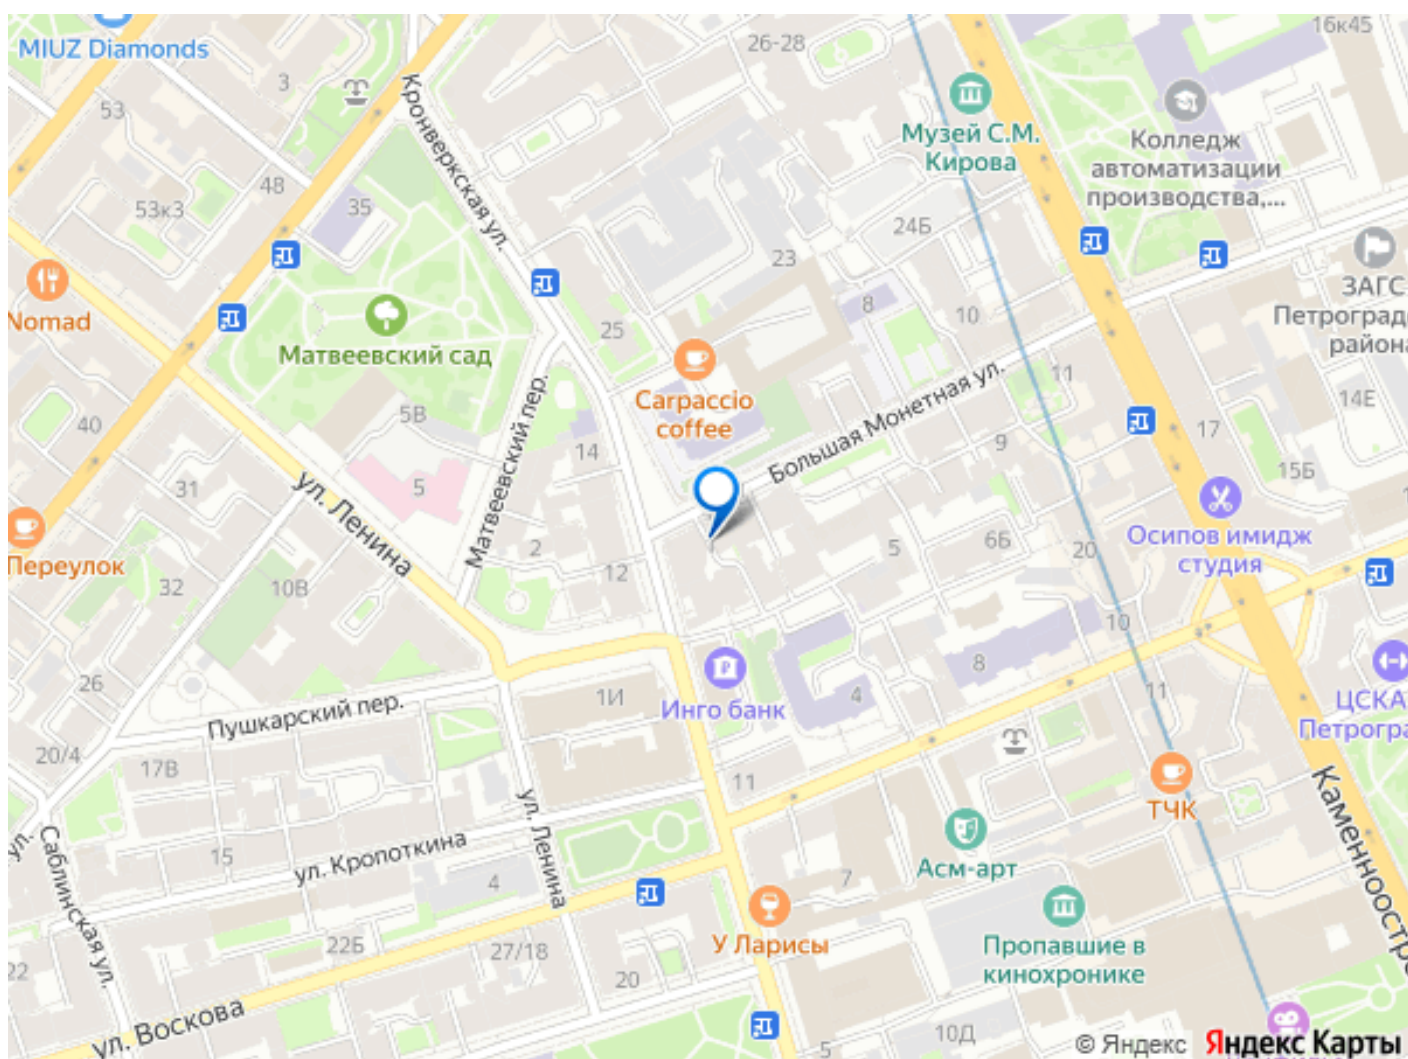 MIUZ Diamonds
26-28
16к45
3
53
Кронверкская ул.
Музей С.М.
Кирова
Колледж
автоматизации
производства,...
48
53к3
35
24Б
23
ЗАГС
Петроград
района
8
10
Nomad
25
Матвеевский сад
Carpaccio
coffee
11
14Е
40
5В
Матвеевский пер.
14
Большая Монетная ул.
17
9
15Б
31
5
ул. Ленина
Осипов имидж
студия
Переулок
2
5
6Б
20
32
10В
12
10
26
8
4
11
1И
Инго банк
ЦСКА
Петрогра
Пушкарский пер.
20/4
17В
11
ТЧК
Каменноостро
ул.
Саблинская ул.
ул. Ленина
15
ул. Кропоткина
4
Асм-арт
7
22Б
27/18
У Ларисы
Пропавшие в
кинохронике
22
20
ул. Воскова
10Д
5
© Яндекс Яндекс Карты